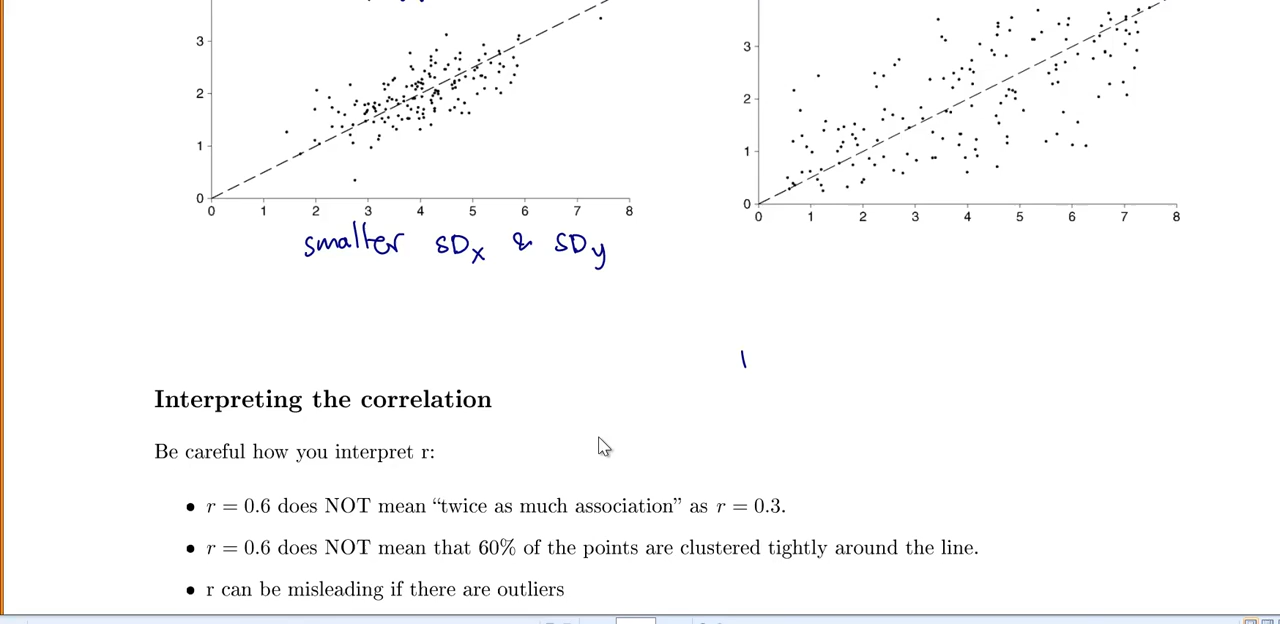 3
2
1
0
0 1 2 3 4 5 6 7 8
3
2
1
0
0 1 2 3 4 5 6 7 8
smaller SDx & SDy
Interpreting the correlation
Be careful how you interpret r:
• r = 0.6 does NOT mean “twice as much association” as r = 0.3.
• r = 0.6 does NOT mean that 60% of the points are clustered tightly around the line.
• r can be misleading if there are outliers